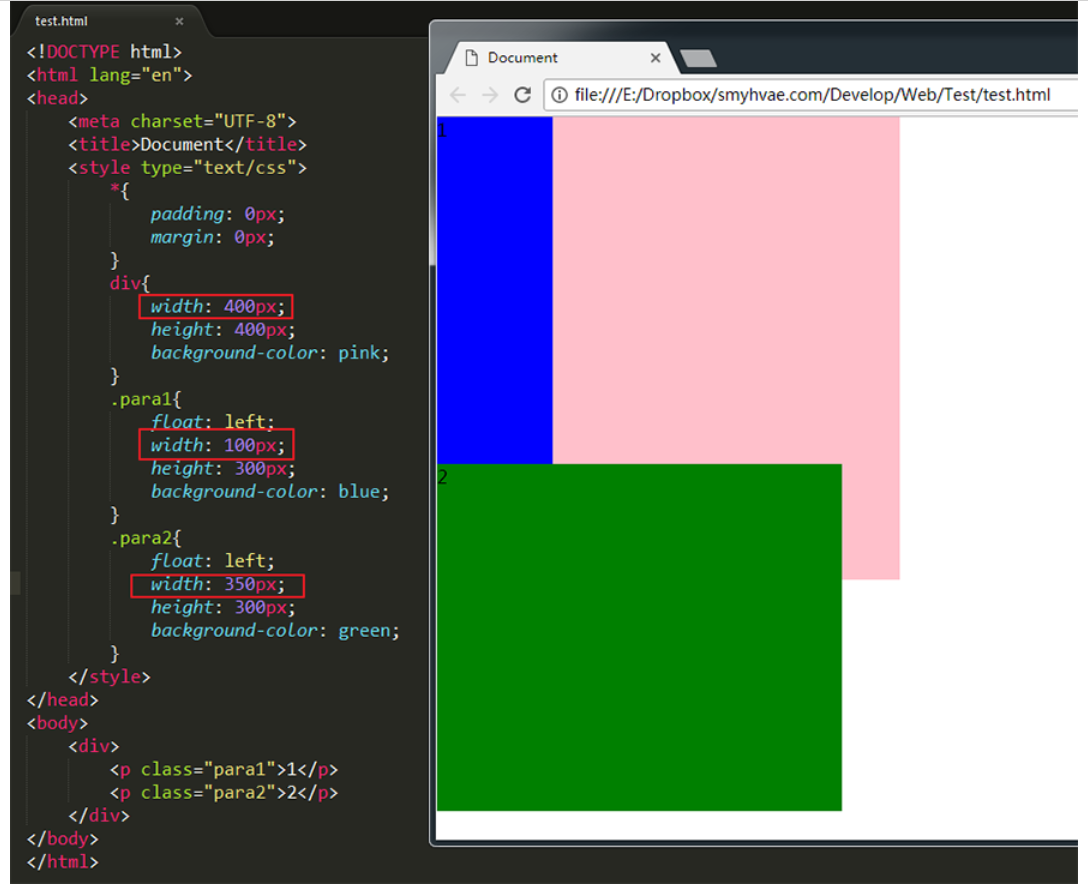 test.html ×
<!DOCTYPE html>
<html lang="en">
<head>
    <meta charset="UTF-8">
    <title>Document</title>
    <style type="text/css">
        *{
            padding: 0px;
            margin: 0px;
        }
        div{
            width: 400px;
            height: 400px;
            background-color: pink;
        }
        .para1{
            float: left;
            width: 100px;
            height: 300px;
            background-color: blue;
        }
        .para2{
            float: left;
            width: 350px;
            height: 300px;
            background-color: green;
        }
    </style>
</head>
<body>
    <div>
        <p class="para1">1</p>
        <p class="para2">2</p>
    </div>
</body>
</html>
Document ×
file:///E:/Dropbox/smyhvae.com/Develop/Web/Test/test.html
1
2